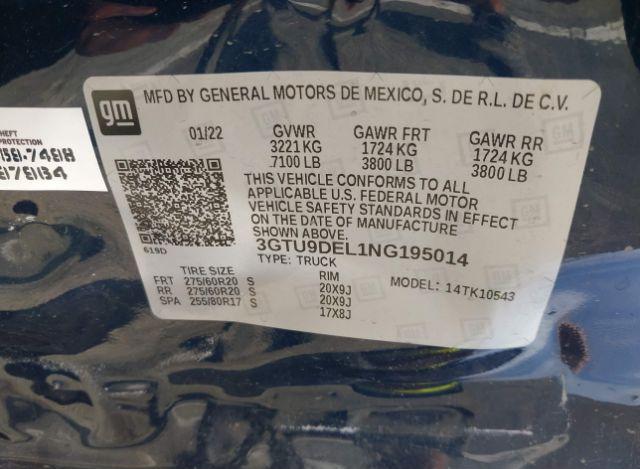 gm
MFD BY GENERAL MOTORS DE MEXICO, S. DE R.L. DE C.V.
01/22 GVWR GAWR FRT GAWR RR
3221 KG 1724 KG 1724 KG
7100 LB 3800 LB 3800 LB
THIS VEHICLE CONFORMS TO ALL
APPLICABLE U.S. FEDERAL MOTOR
VEHICLE SAFETY STANDARDS IN EFFECT
ON THE DATE OF MANUFACTURE
SHOWN ABOVE.
619D
3GTU9DEL1NG195014
TYPE: TRUCK
MODEL: 14TK10543
TIRE SIZE RIM
FRT 275/60R20 S 20X9J
RR 275/60R20 S 20X9J
SPA 255/80R17 S 17X8J
PROTECTION